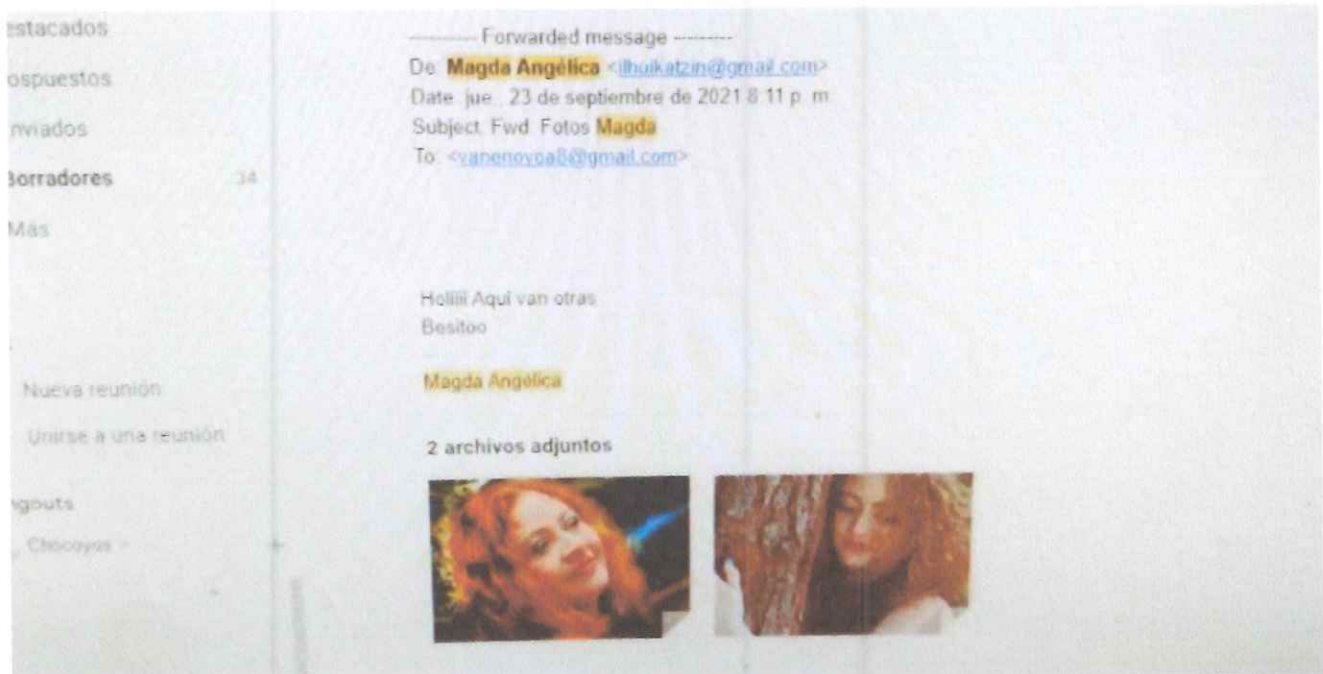 estacados
ospuestos
nviados
Borradores 34
Más
Nueva reunión
Unirse a una reunión
ngouts
Chocoyos
---------- Forwarded message ---------
De: Magda Angélica <ilhuikatzin@gmail.com>
Date: jue., 23 de septiembre de 2021 8:11 p. m.
Subject: Fwd: Fotos Magda
To: <vanenovoa8@gmail.com>
Holiiii Aquí van otras
Besitoo
Magda Angélica
2 archivos adjuntos